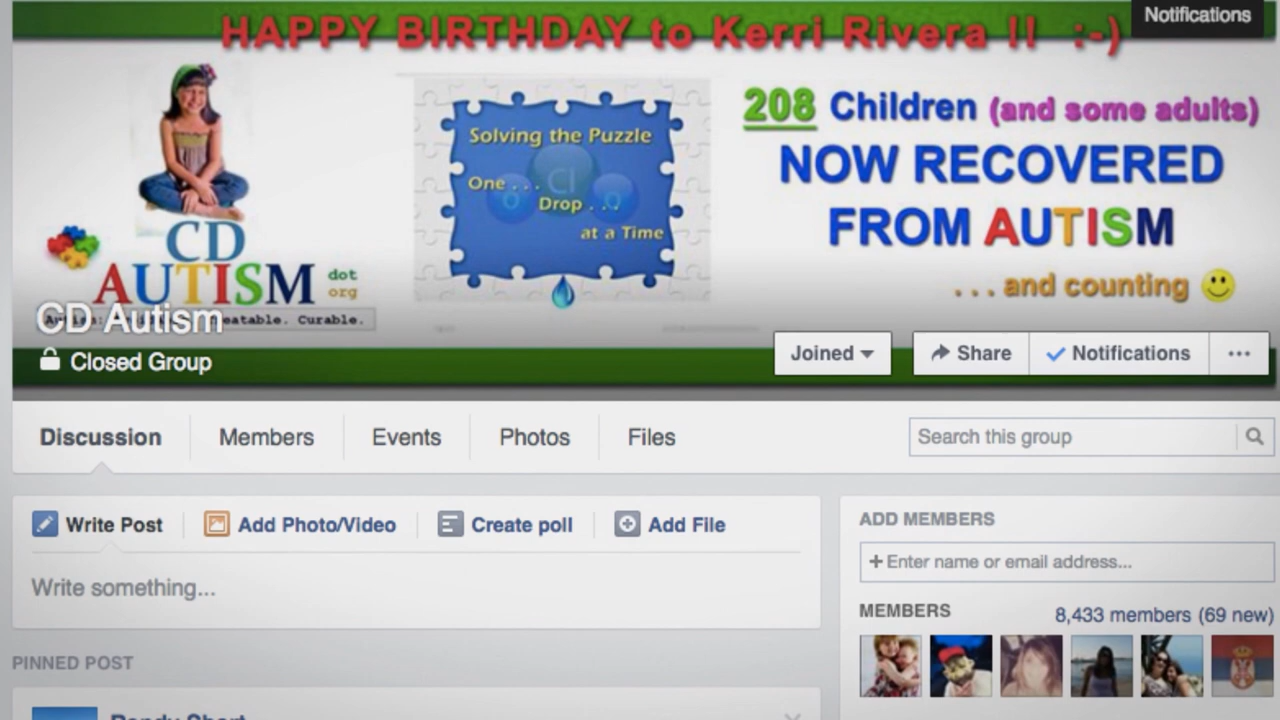 HAPPY BIRTHDAY to Kerri Rivera !! :-)
Notifications
Solving the Puzzle
One . . .
Cl
O
O
Drop . . .
at a Time
208 Children (and some adults)
NOW RECOVERED
FROM AUTISM
. . . and counting
CD
AUTISM dot
org
Curable.
CD Autism
Closed Group
Joined
Share
Notifications
Discussion
Members
Events
Photos
Files
Search this group
Write Post
Add Photo/Video
Create poll
Add File
Write something...
ADD MEMBERS
+ Enter name or email address...
MEMBERS
8,433 members (69 new)
PINNED POST